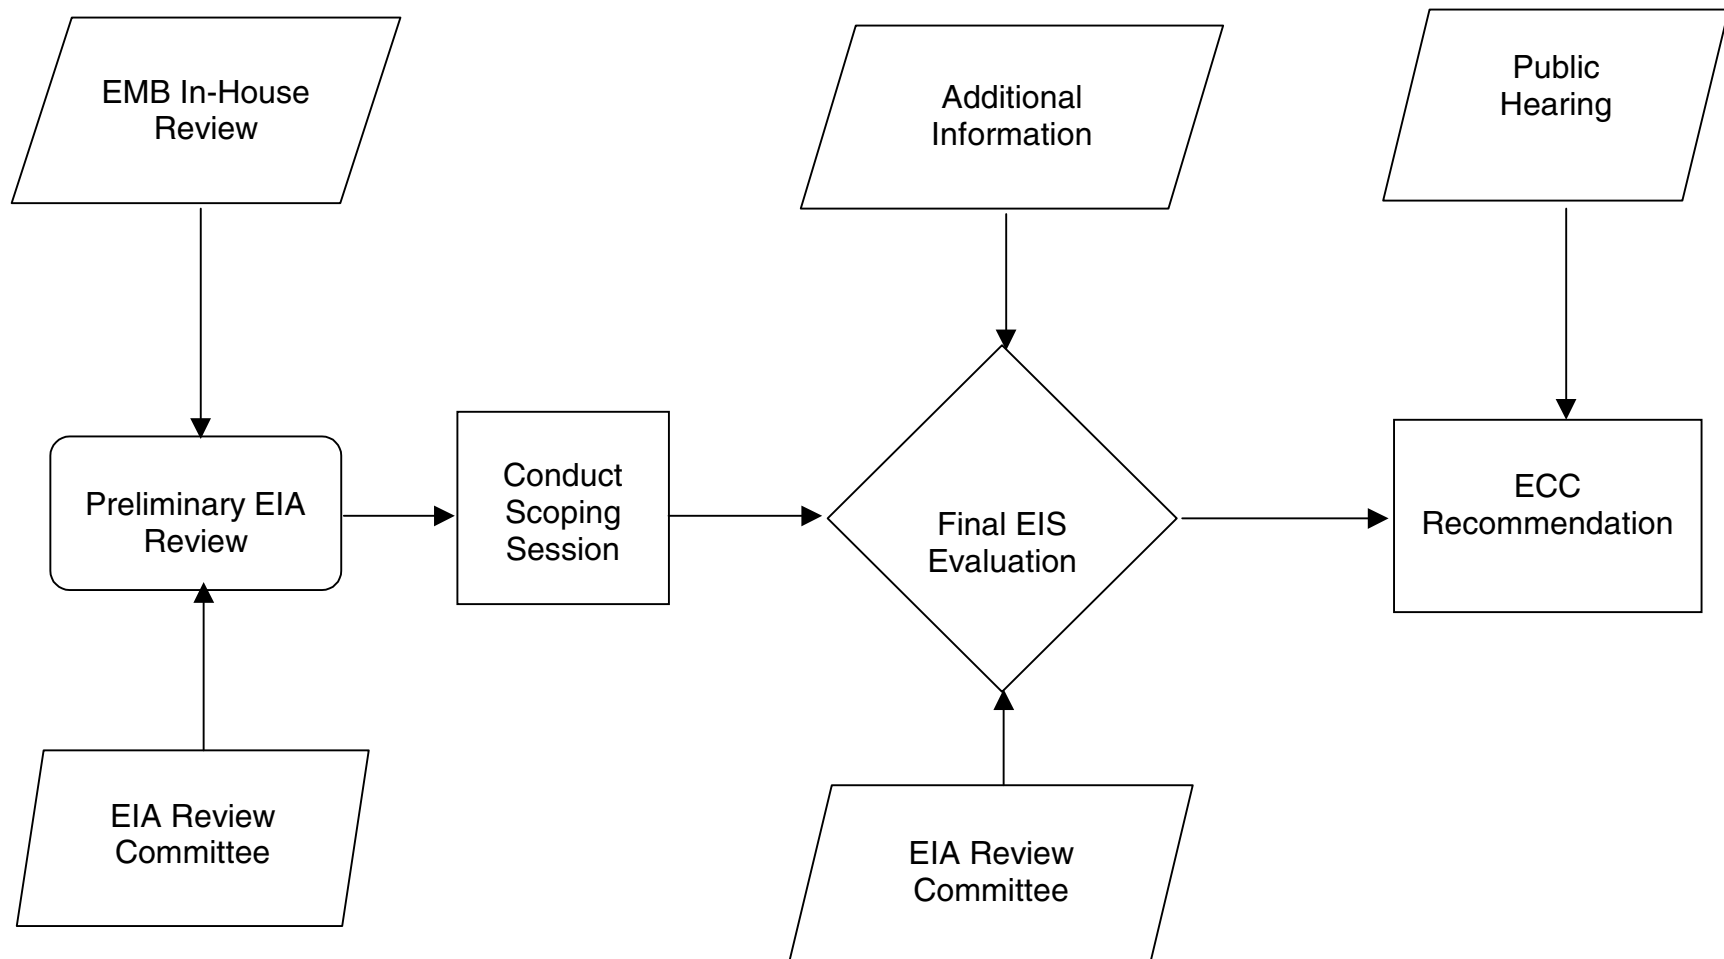 EMB In-House
Review
Additional
Information
Public
Hearing
Preliminary EIA
Review
Conduct
Scoping
Session
Final EIS
Evaluation
ECC
Recommendation
EIA Review
Committee
EIA Review
Committee